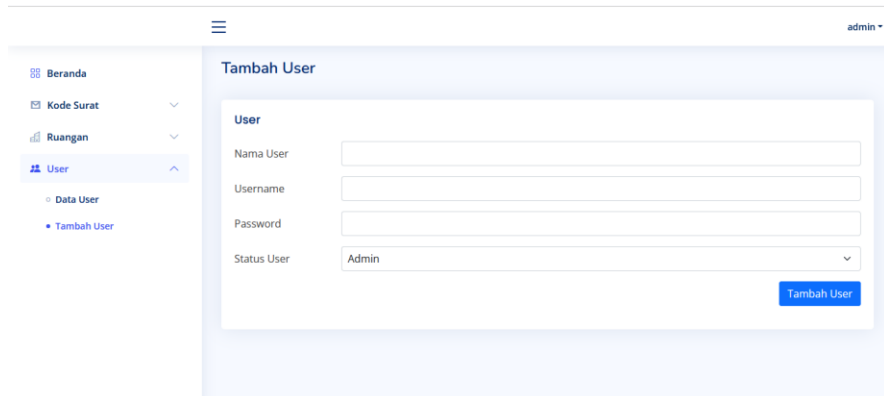 admin
Beranda
Kode Surat
Ruangan
User
Data User
Tambah User
Tambah User
User
Nama User
Username
Password
Status User
Admin
Tambah User